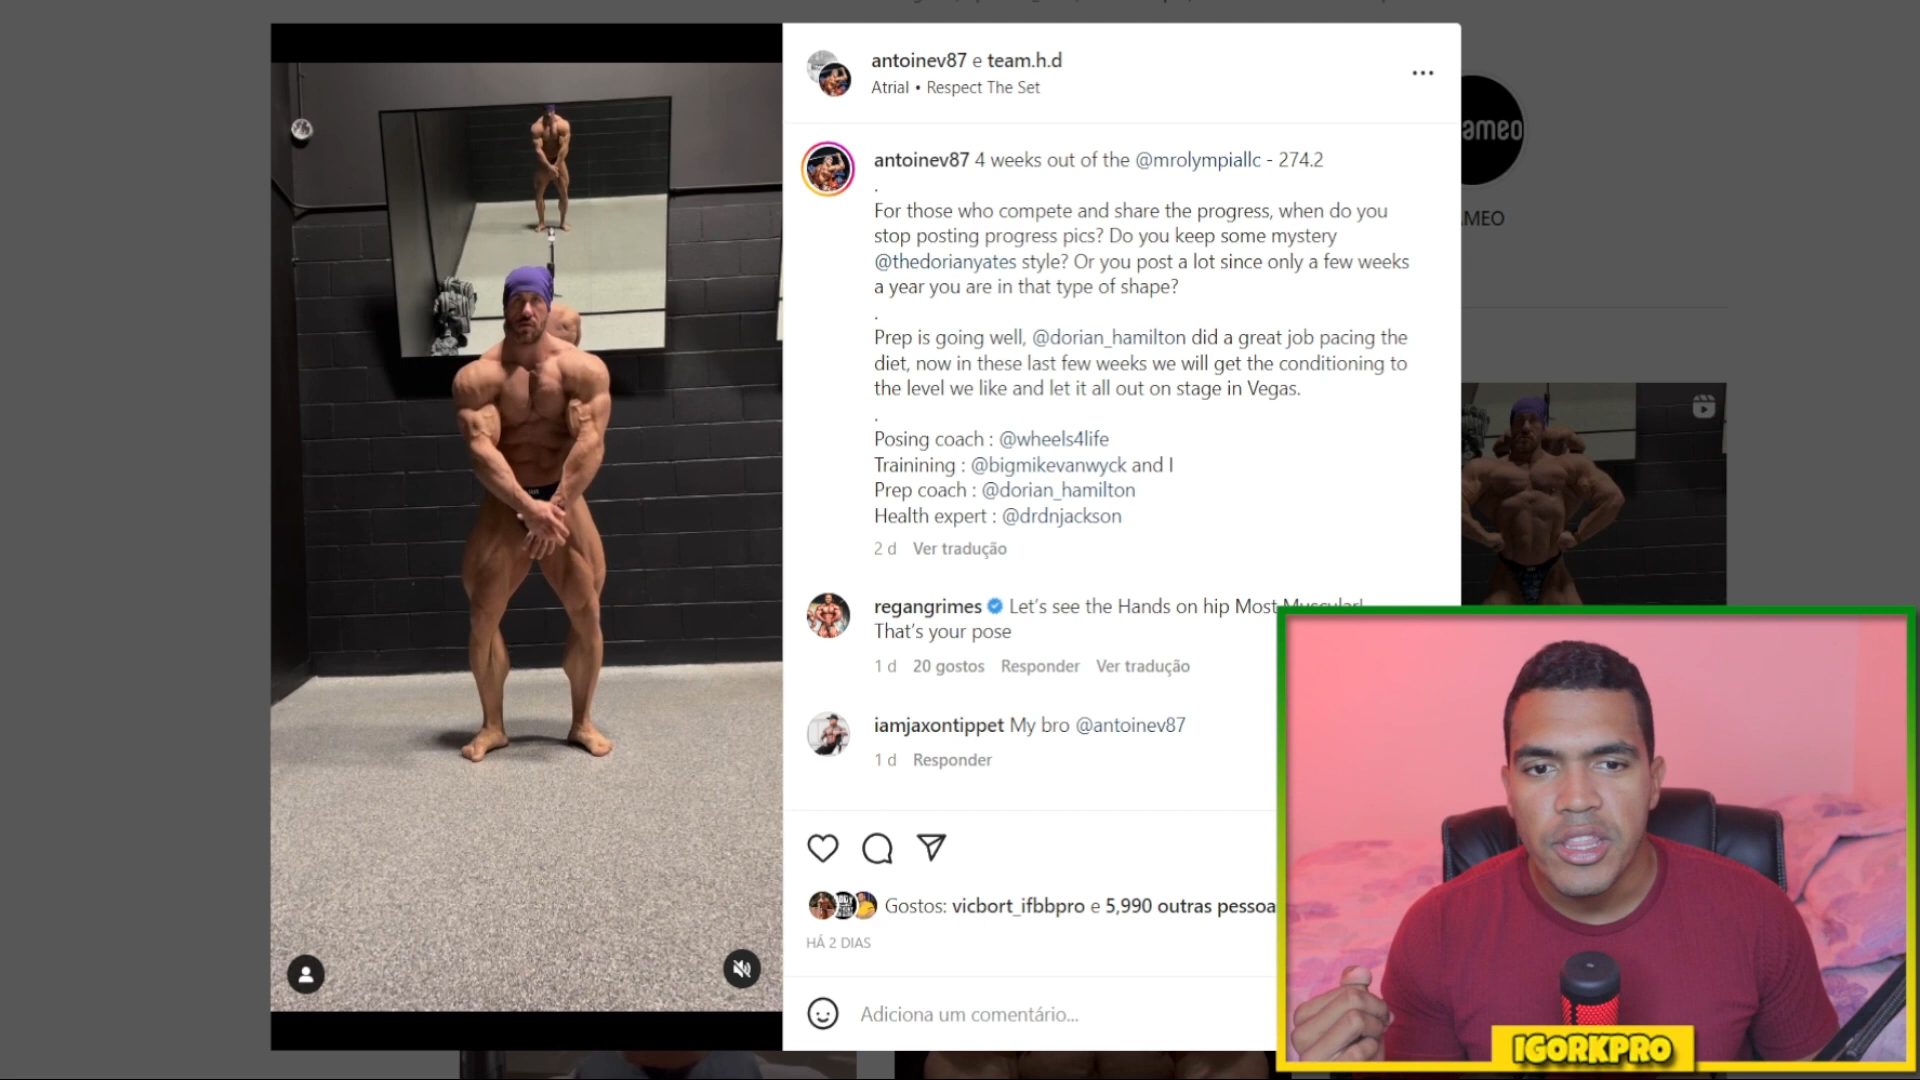 antoinev87 e team.h.d
Atrial • Respect The Set
ameo
MEO
antoinev87 4 weeks out of the @mrolympiallc - 274.2
.
For those who compete and share the progress, when do you
stop posting progress pics? Do you keep some mystery
@thedorianyates style? Or you post a lot since only a few weeks
a year you are in that type of shape?
.
Prep is going well, @dorian_hamilton did a great job pacing the
diet, now in these last few weeks we will get the conditioning to
the level we like and let it all out on stage in Vegas.
.
Posing coach : @wheels4life
Trainining : @bigmikevanwyck and I
Prep coach : @dorian_hamilton
Health expert : @drdnjackson
2 d Ver tradução
regangrimes Let's see the Hands on hip Most Muscular!
That's your pose
1 d 20 gostos Responder Ver tradução
iamjaxontippet My bro @antoinev87
1 d Responder
Gostos: vicbort_ifbbpro e 5,990 outras pessoa
HÁ 2 DIAS
Adiciona um comentário...
IGORKPRO